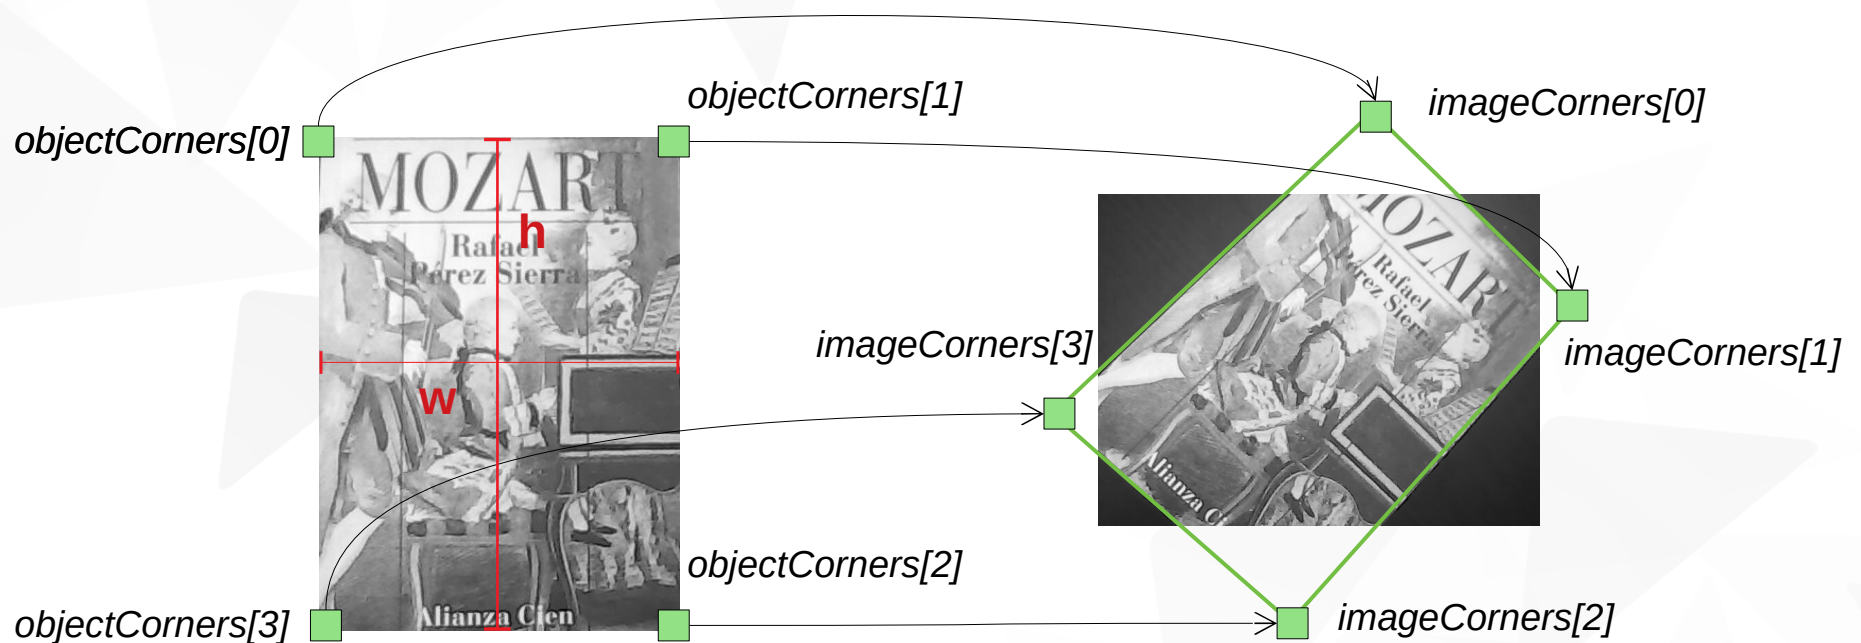 objectCorners[0]
objectCorners[1]
imageCorners[0]
MOZART
h
Rafael
Pérez Sierra
w
imageCorners[3]
MOZART
Rafael
Pérez Sierra
imageCorners[1]
Alianza Ci
objectCorners[2]
objectCorners[3]
Alianza Cien
imageCorners[2]